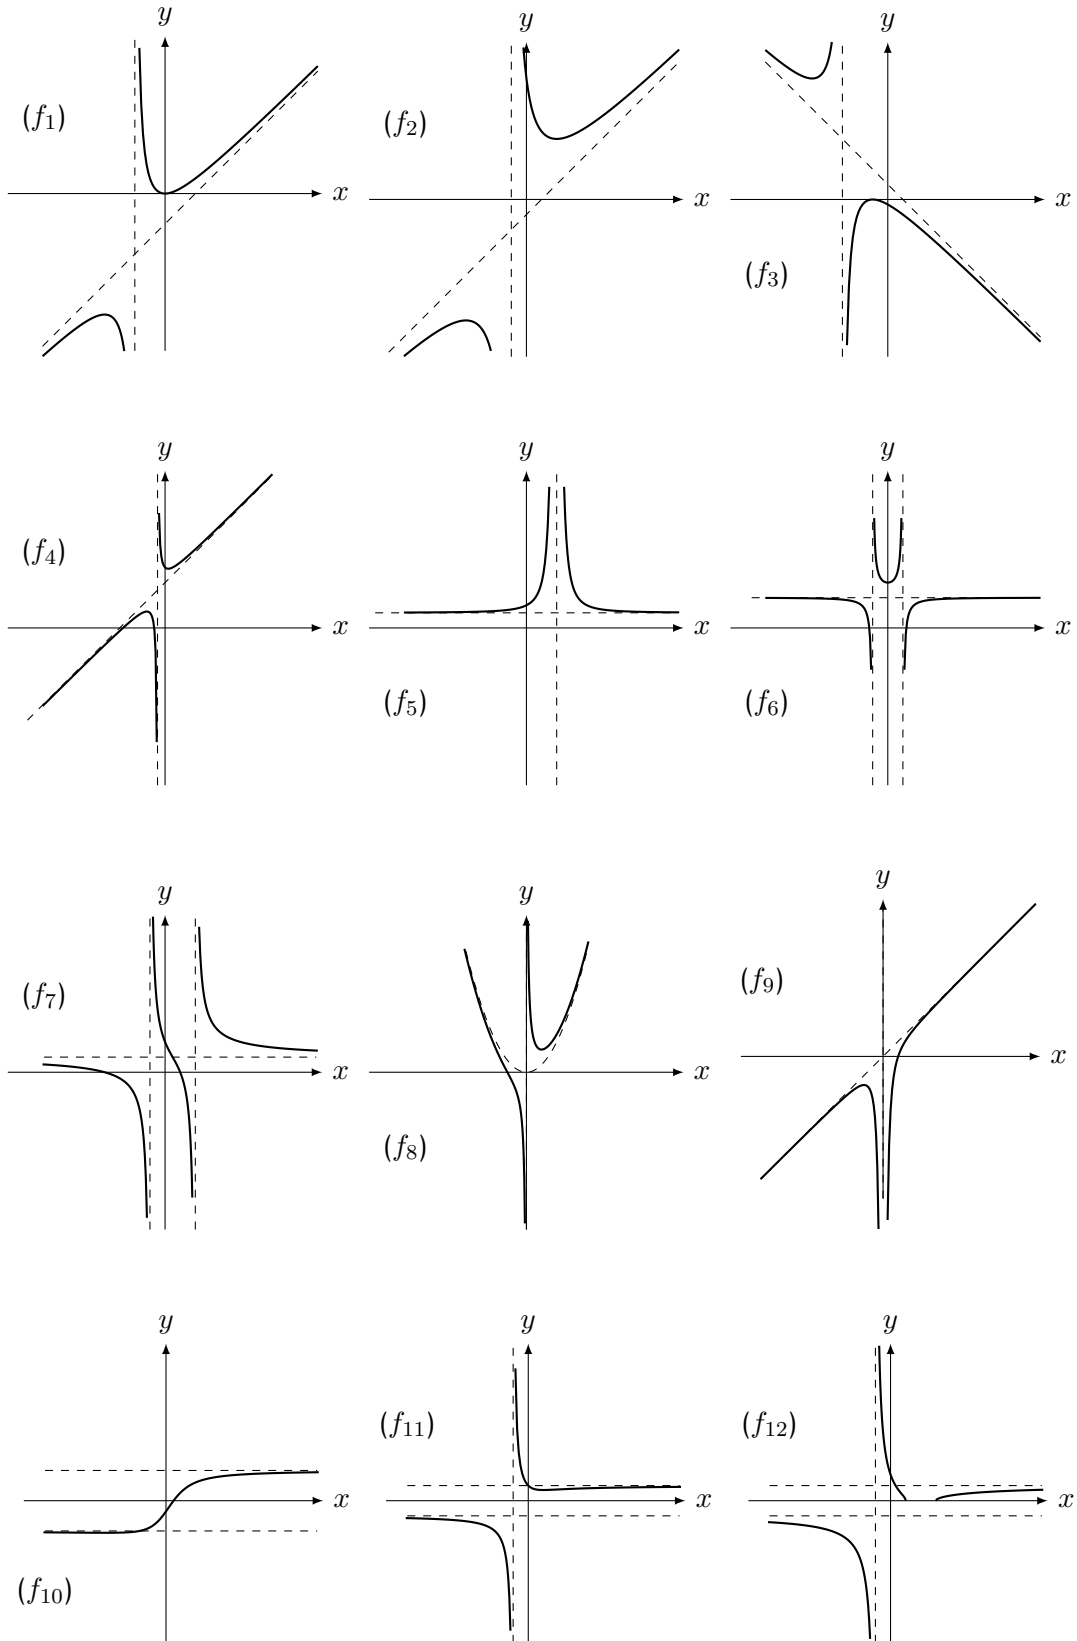 y y y
(f₁) (f₂)
x x x
(f₃)
y y y
(f₄)
x x x
(f₅) (f₆)
y y y
(f₇) (f₉)
x x x
(f₈)
y y y
(f₁₁) (f₁₂)
x x x
(f₁₀)